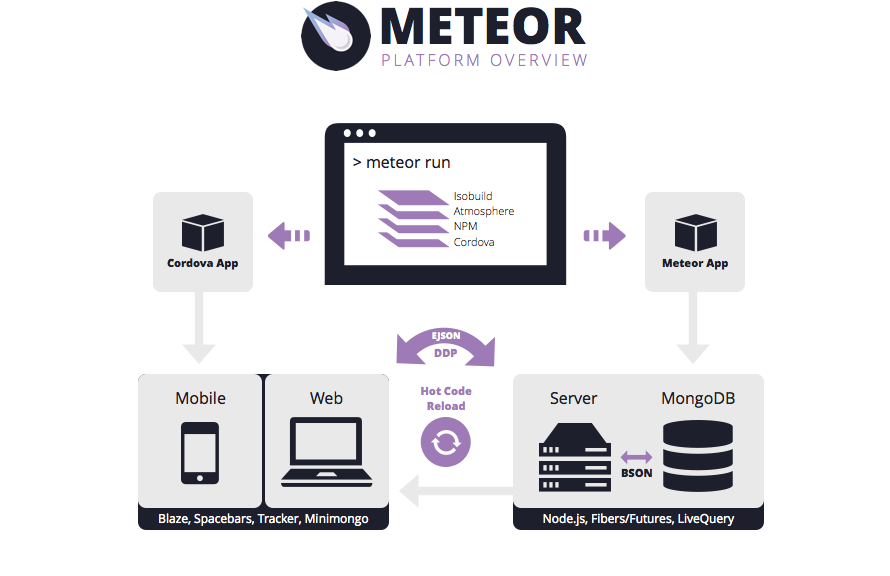 METEOR
PLATFORM OVERVIEW
> meteor run
Isobuild
Atmosphere
NPM
Cordova
Cordova App
Meteor App
EJSON
DDP
Hot Code
Reload
Mobile
Web
Server
MongoDB
BSON
Blaze, Spacebars, Tracker, Minimongo
Node.js, Fibers/Futures, LiveQuery